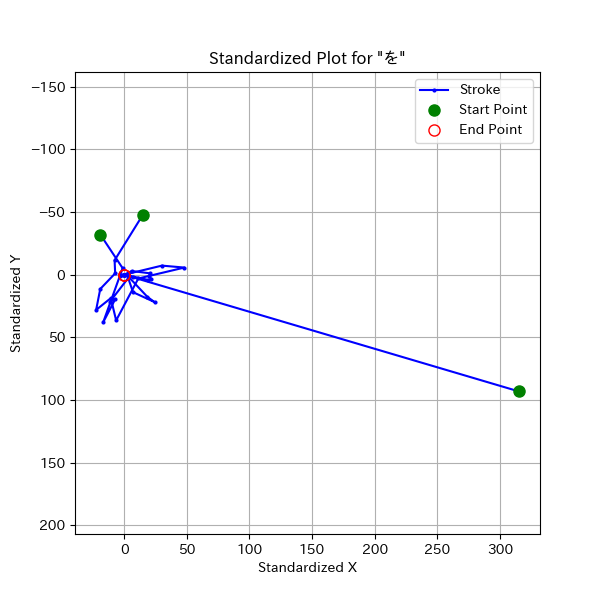 Standardized Plot for "を"
Stroke
Start Point
End Point
Standardized Y
−150
−100
−50
0
50
100
150
200
0 50 100 150 200 250 300
Standardized X